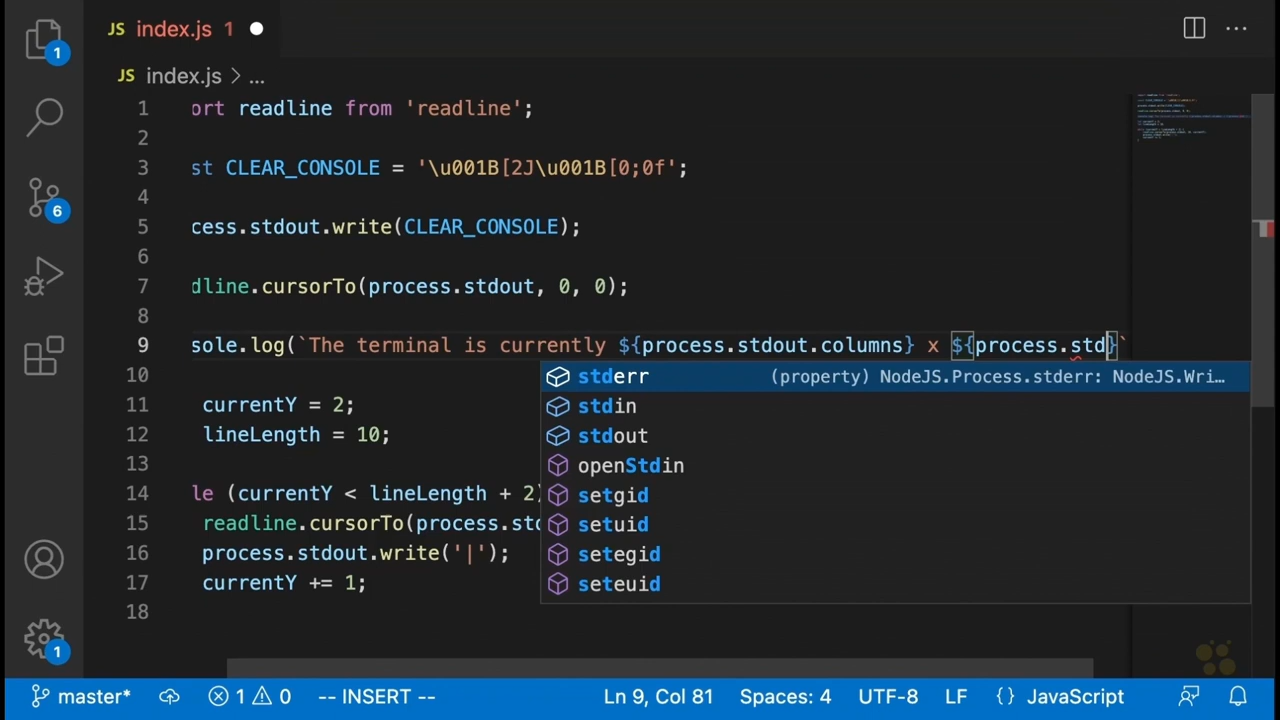 1
JS index.js 1
JS index.js > ...
1 ort readline from 'readline';
2
3 st CLEAR_CONSOLE = '\u001B[2J\u001B[0;0f';
4
5 cess.stdout.write(CLEAR_CONSOLE);
6
7 dline.cursorTo(process.stdout, 0, 0);
8
9 sole.log(`The terminal is currently ${process.stdout.columns} x ${process.std}`
10
stderr (property) NodeJS.Process.stderr: NodeJS.Wri...
stdin
stdout
openStdin
setgid
setuid
setegid
seteuid
11 currentY = 2;
12 lineLength = 10;
13
14 le (currentY < lineLength + 2)
15 readline.cursorTo(process.std
16 process.stdout.write('|');
17 currentY += 1;
18
6
1
master* 1 0 -- INSERT -- Ln 9, Col 81 Spaces: 4 UTF-8 LF {} JavaScript